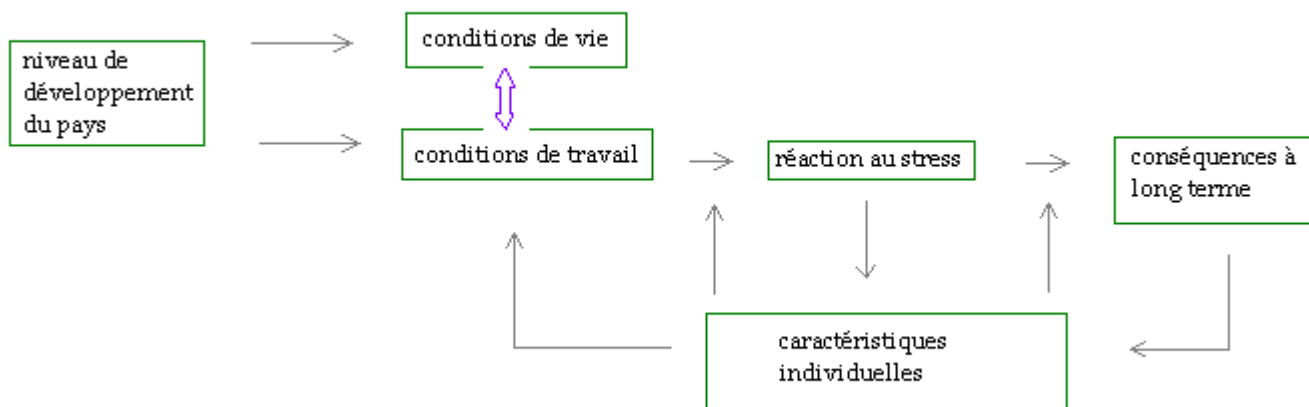 niveau de
développement
du pays
conditions de vie
conditions de travail
réaction au stress
conséquences à
long terme
caractéristiques
individuelles